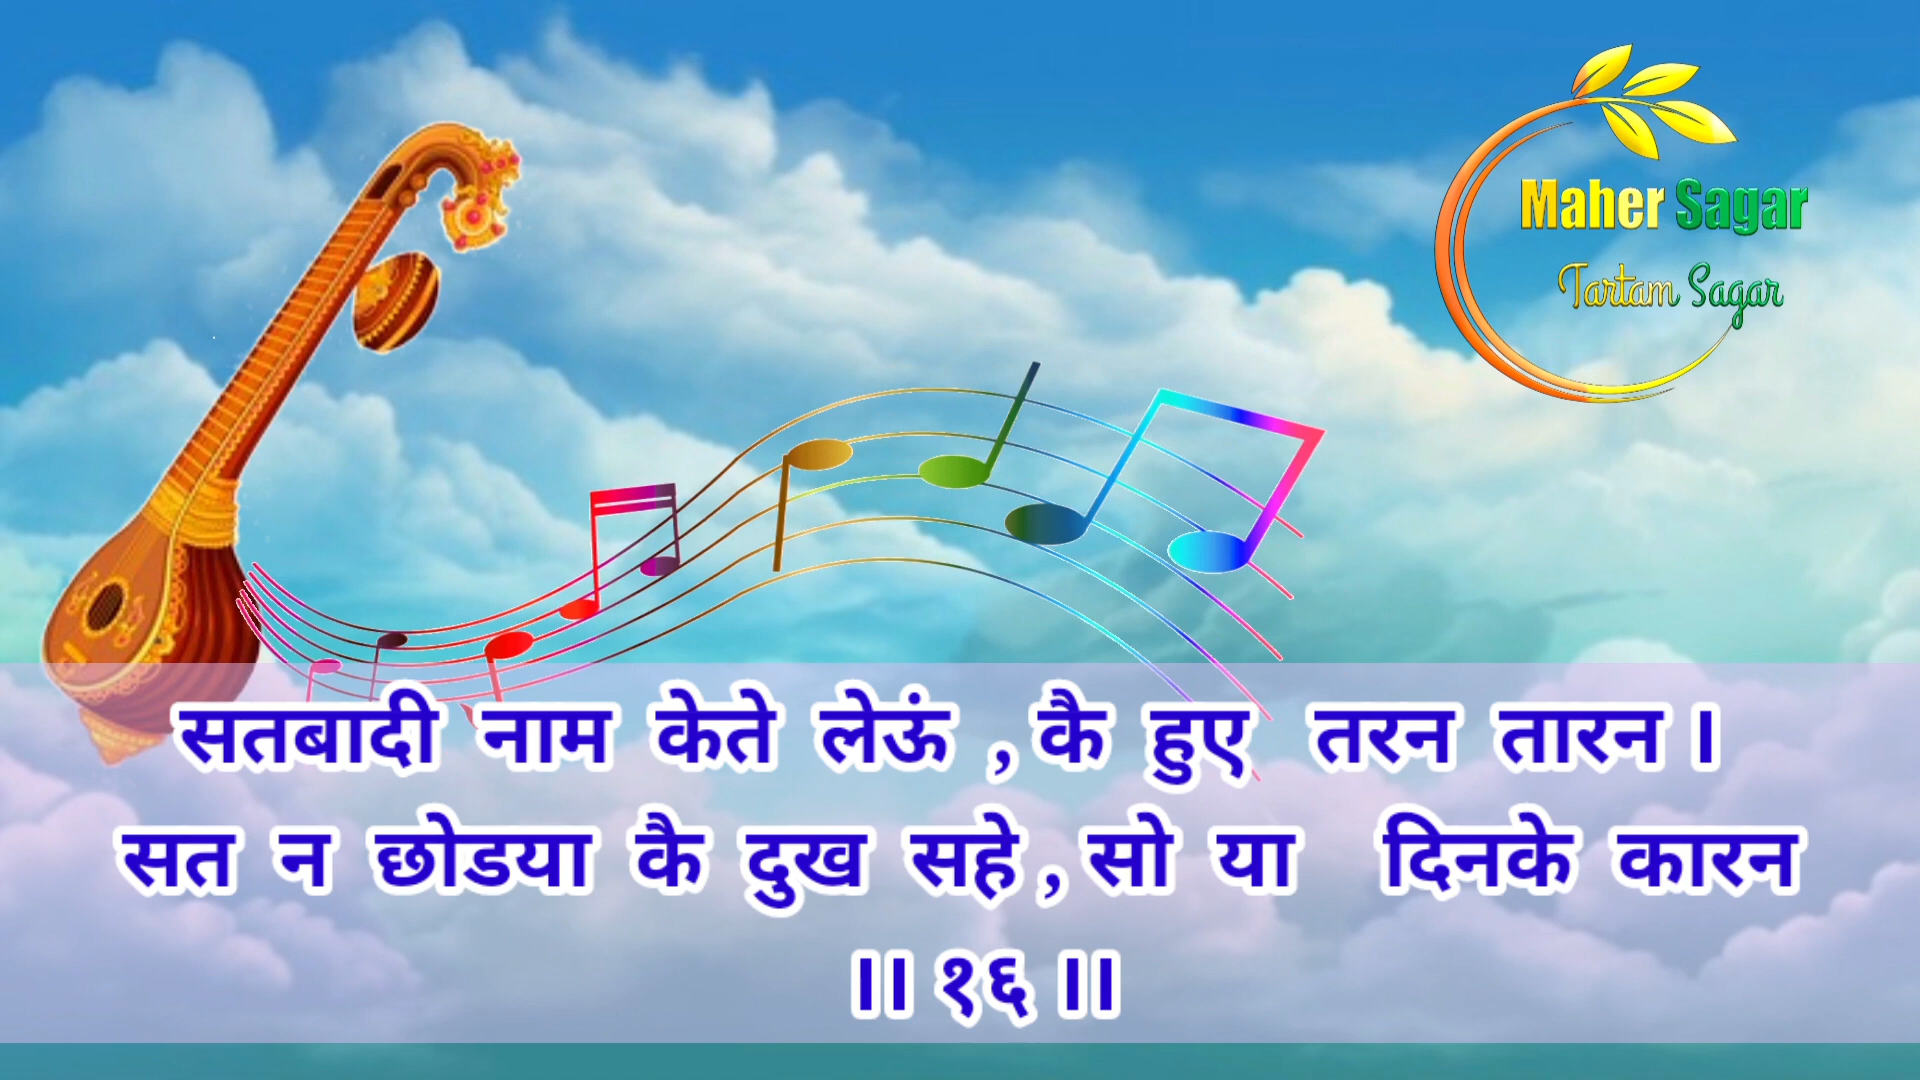 Maher Sagar
Tartam Sagar
सतबादी नाम केते लेऊं , कै हुए तरन तारन ।
सत न छोडया कै दुख सहे , सो या दिनके कारन
।। १६ ।।